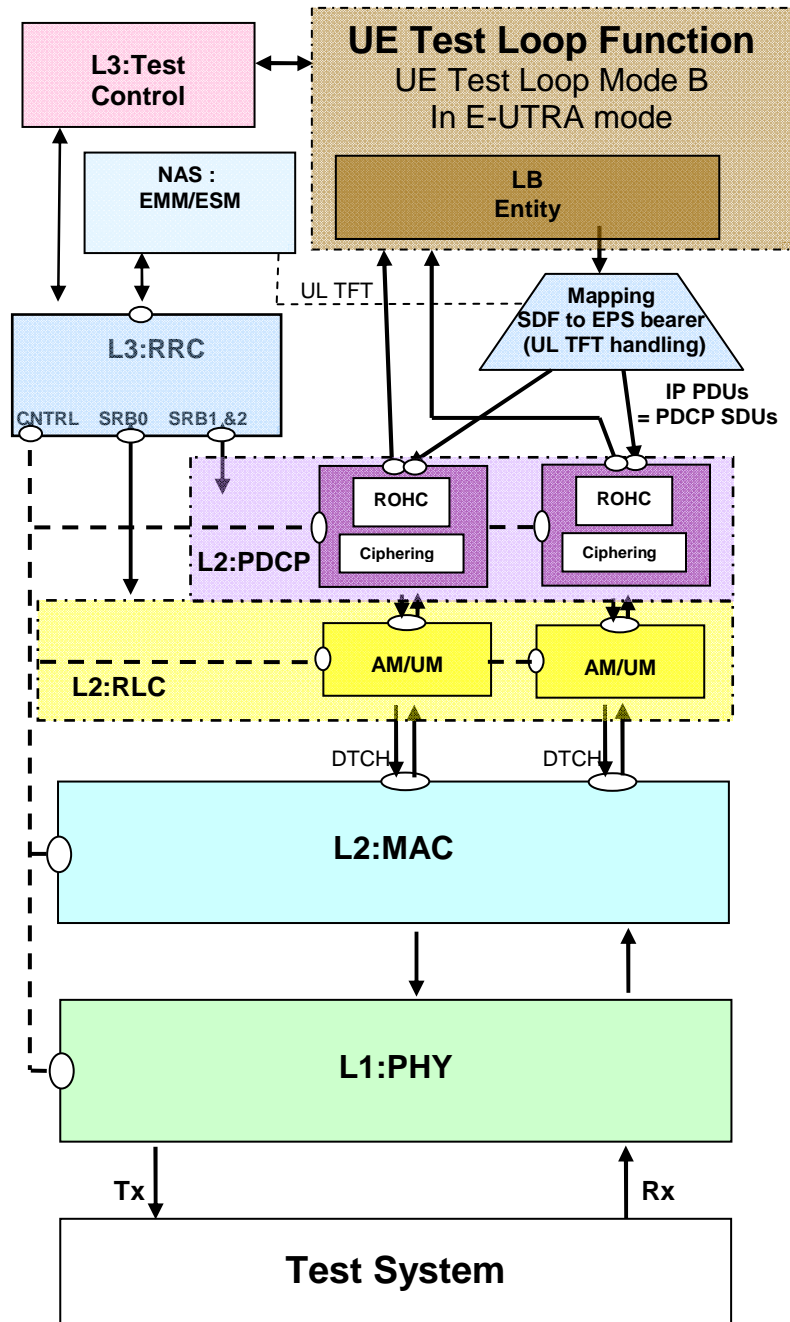 UE Test Loop Function
UE Test Loop Mode B
In E-UTRA mode
L3:Test
Control
LB
Entity
NAS :
EMM/ESM
UL TFT
Mapping
SDF to EPS bearer
(UL TFT handling)
L3:RRC
CNTRL SRB0 SRB1 &2
IP PDUs
= PDCP SDUs
ROHC
Ciphering
ROHC
Ciphering
L2:PDCP
AM/UM
AM/UM
L2:RLC
DTCH
DTCH
L2:MAC
L1:PHY
Tx
Rx
Test System